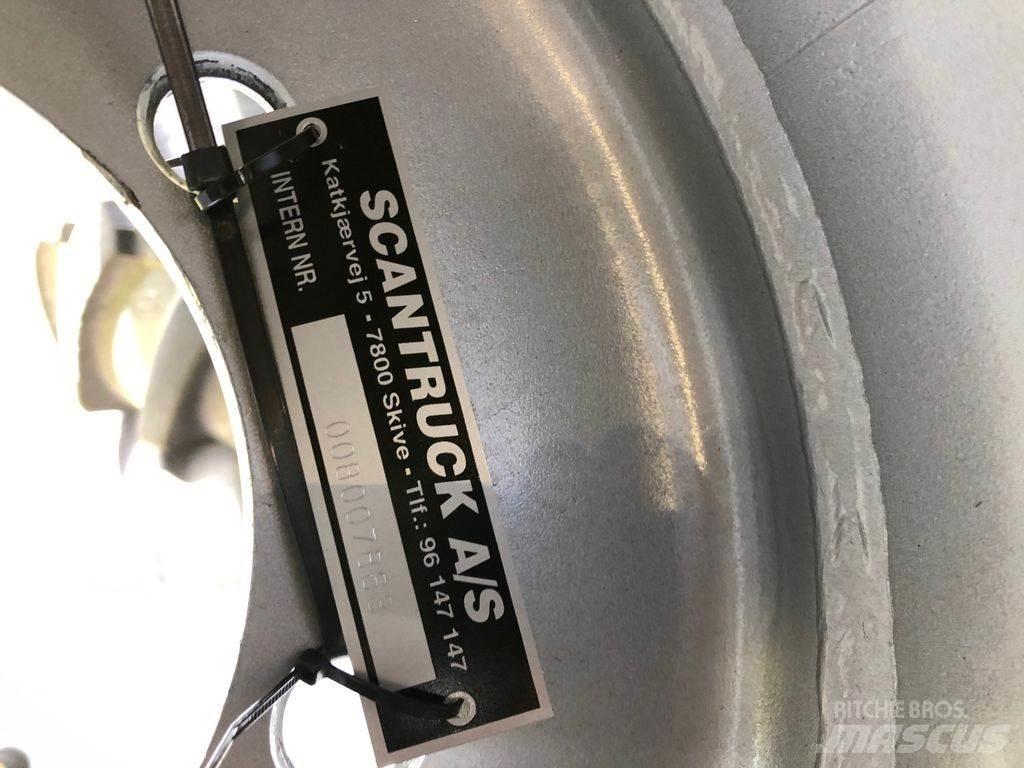 SCANTRUCK A/S
Katkjærvej 5 - 7800 Skive - Tlf.: 96 147 147
INTERN NR.
RITCHIE BROS.
MASCUS